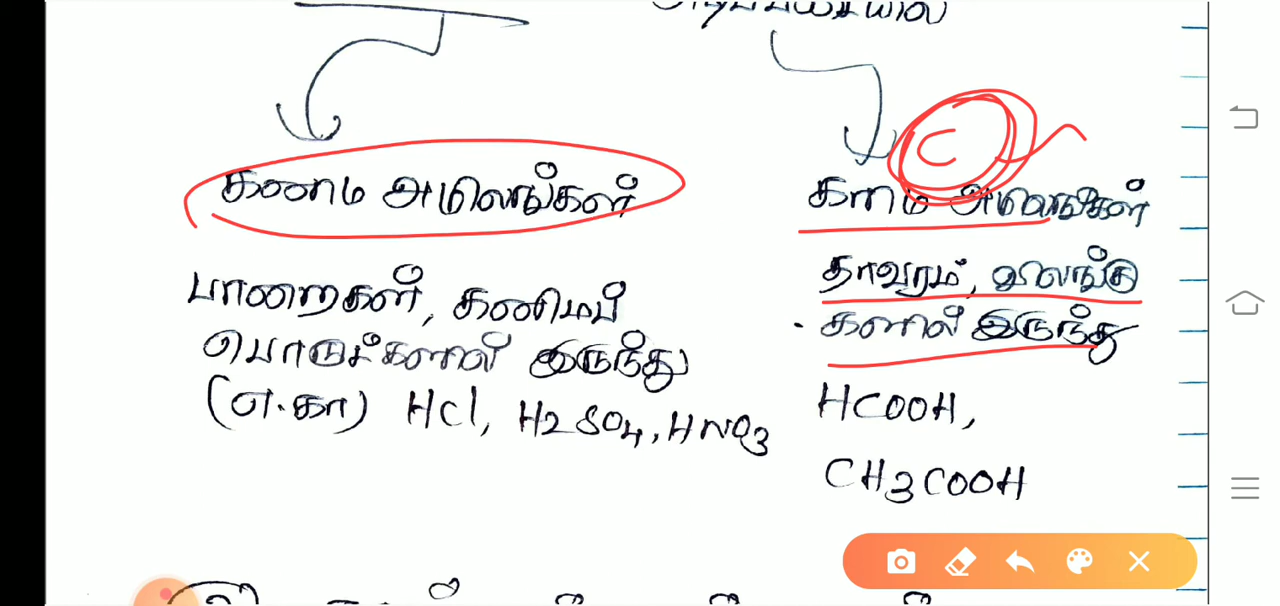 கனிம அமிலங்கள்
பாறைகள், கனிமப்
பொருட்களில் இருந்து
(எ.கா) HCl, H2SO4, HNO3
C
கரிம அமிலங்கள்
தாவரம், விலங்கு
களில் இருந்து
HCOOH,
CH3COOH